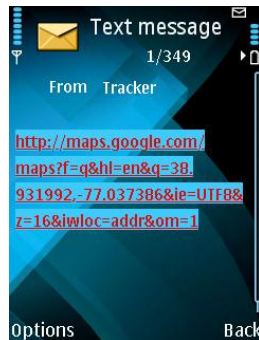 Text message
1/349
From Tracker
http://maps.google.com/
maps?f=q&hl=en&q=38.
931992,-77.037386&ie=UTF8&
z=16&iwloc=addr&om=1
Options Back